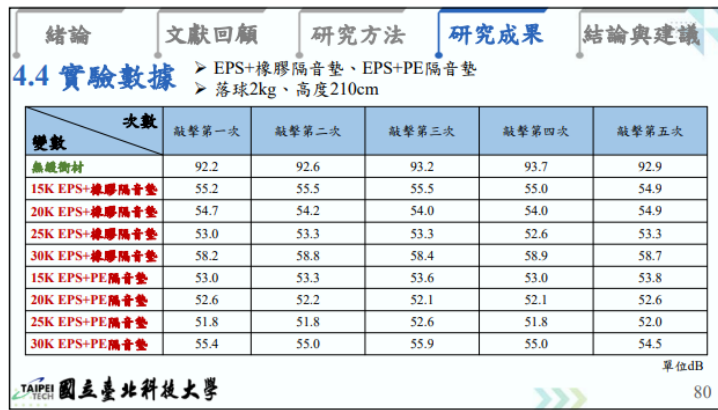 緒論 文獻回顧 研究方法 研究成果 結論與建議
4.4 實驗數據
➢ EPS+橡膠隔音墊、EPS+PE隔音墊
➢ 落球2kg、高度210cm
次數 變數 敲擊第一次 敲擊第二次 敲擊第三次 敲擊第四次 敲擊第五次
無緩衝材 92.2 92.6 93.2 93.7 92.9
15K EPS+橡膠隔音墊 55.2 55.5 55.5 55.0 54.9
20K EPS+橡膠隔音墊 54.7 54.2 54.0 54.0 54.9
25K EPS+橡膠隔音墊 53.0 53.3 53.3 52.6 53.3
30K EPS+橡膠隔音墊 58.2 58.8 58.4 58.9 58.7
15K EPS+PE隔音墊 53.0 53.3 53.6 53.0 53.8
20K EPS+PE隔音墊 52.6 52.2 52.1 52.1 52.6
25K EPS+PE隔音墊 51.8 51.8 52.6 51.8 52.0
30K EPS+PE隔音墊 55.4 55.0 55.9 55.0 54.5
單位dB
TAIPEI TECH 國立臺北科技大學
80